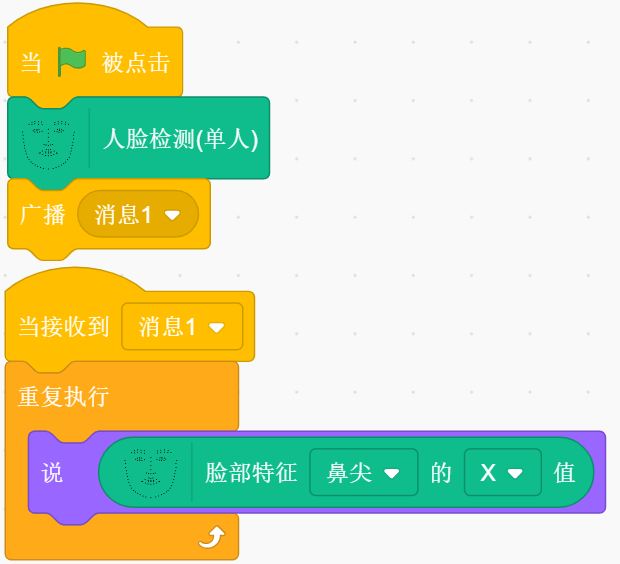 当 被点击
人脸检测(单人)
广播 消息1
当接收到 消息1
重复执行
说 脸部特征 鼻尖 的 X 值